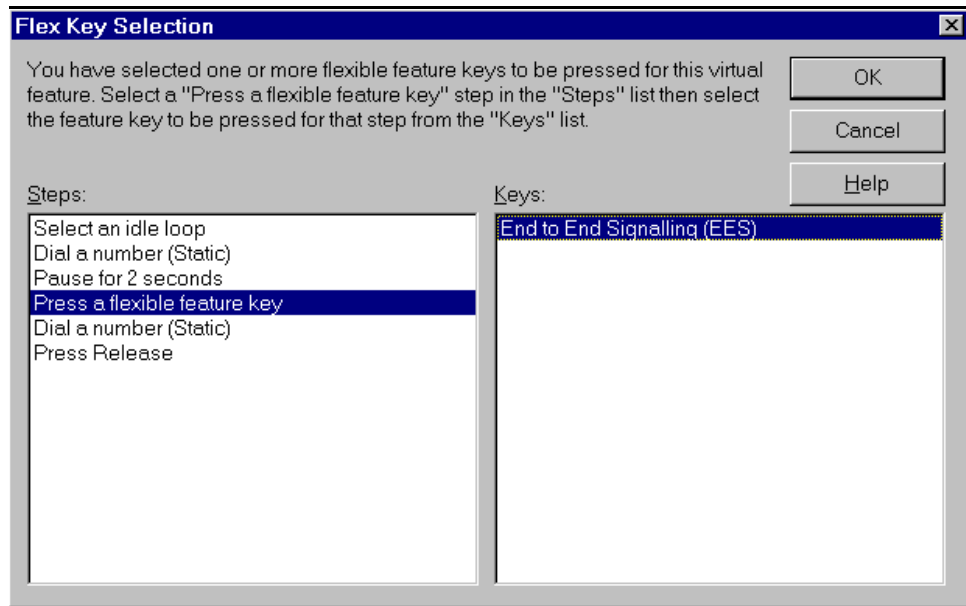 Flex Key Selection
You have selected one or more flexible feature keys to be pressed for this virtual
feature. Select a "Press a flexible feature key" step in the "Steps" list then select
the feature key to be pressed for that step from the "Keys" list.
OK
Cancel
Help
Steps:
Select an idle loop
Dial a number (Static)
Pause for 2 seconds
Press a flexible feature key
Dial a number (Static)
Press Release
Keys:
End to End Signalling (EES)